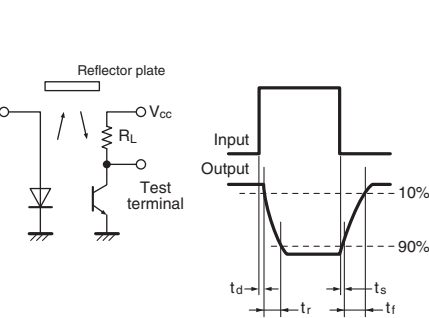 Reflector plate
Vcc
RL
Test
terminal
Input
Output
10%
90%
td
ts
tr
tf